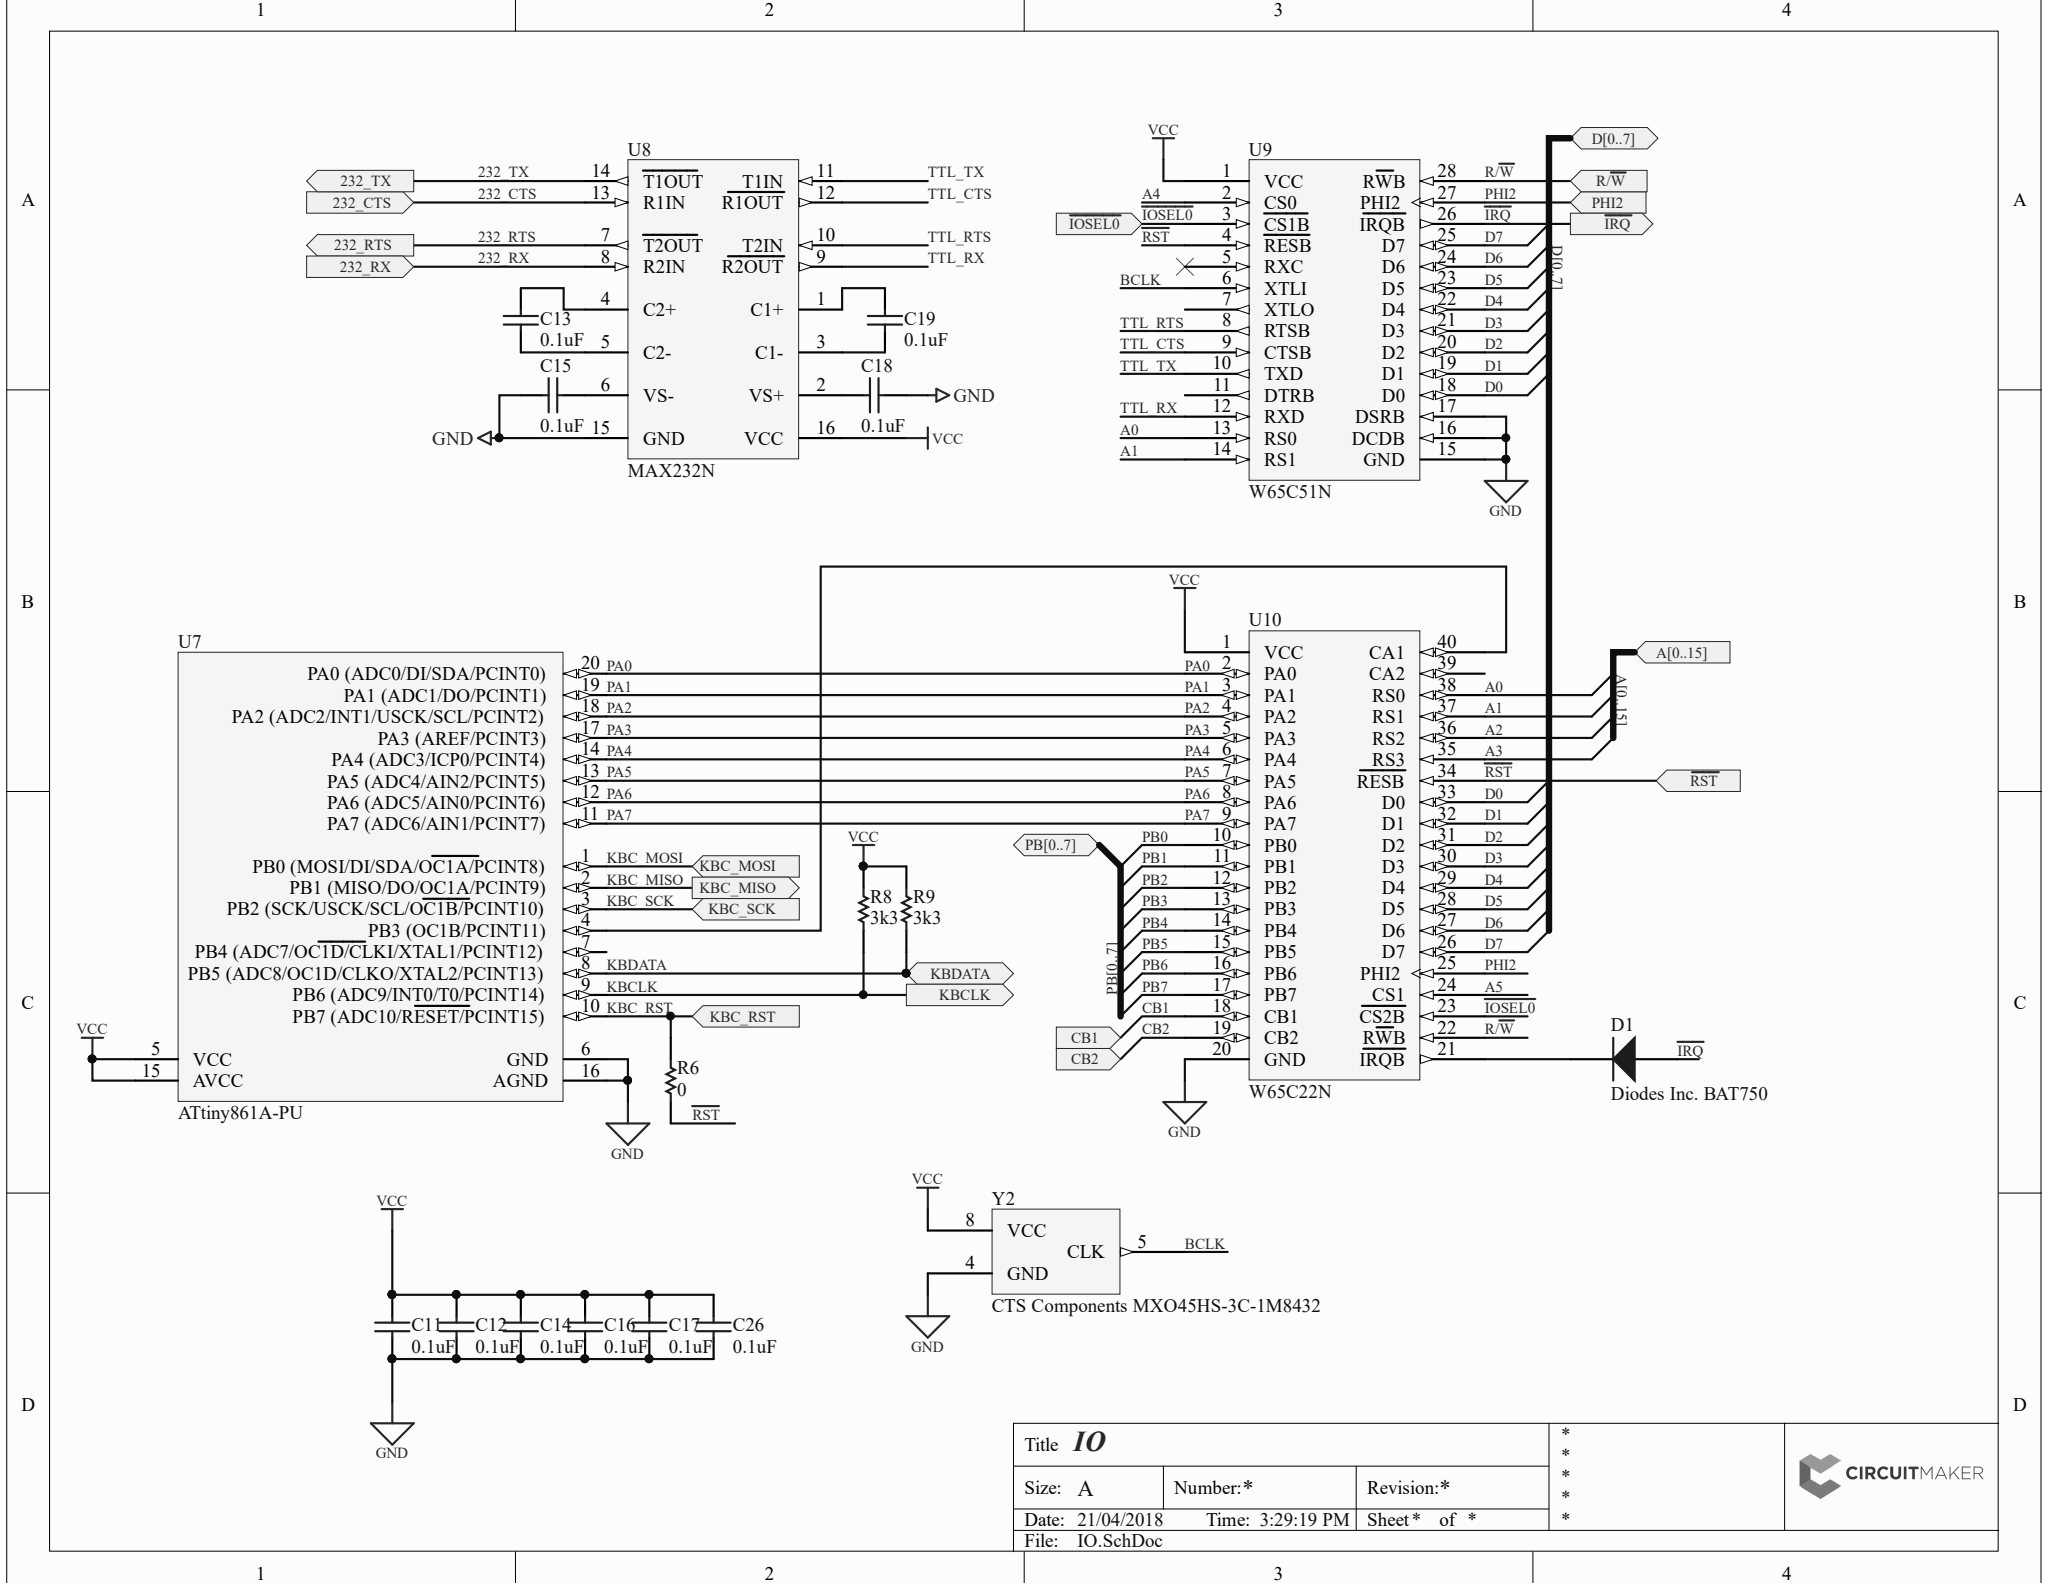 1 2 3 4
A
A
B
B
C
C
D
D
U8
232_TX 232_TX 14 T1OUT T1IN 11 TTL_TX
232_CTS 232_CTS 13 R1IN R1OUT 12 TTL_CTS
232_RTS 232_RTS 7 T2OUT T2IN 10 TTL_RTS
232_RX 232_RX 8 R2IN R2OUT 9 TTL_RX
4 C2+ C1+ 1
C13 C19
0.1uF 0.1uF
5 C2- C1- 3
C15 C18
6 VS- VS+ 2 GND
0.1uF 0.1uF
GND 15 GND VCC 16 VCC
MAX232N
VCC
U9
D[0..7]
1 VCC RWB 28 R/W R/W
A4 2 CS0 PHI2 27 PHI2 PHI2
IOSEL0 IOSEL0 3 CS1B IRQB 26 IRQ IRQ
RST 4 RESB D7 25 D7
5 RXC D6 24 D6
BCLK 6 XTLI D5 23 D5
7 XTLO D4 22 D4
TTL_RTS 8 RTSB D3 21 D3
TTL_CTS 9 CTSB D2 20 D2
TTL_TX 10 TXD D1 19 D1
11 DTRB D0 18 D0
TTL_RX 12 RXD DSRB 17
A0 13 RS0 DCDB 16
A1 14 RS1 GND 15
W65C51N
GND
D[0..7]
U7
PA0 (ADC0/DI/SDA/PCINT0) 20 PA0
PA1 (ADC1/DO/PCINT1) 19 PA1
PA2 (ADC2/INT1/USCK/SCL/PCINT2) 18 PA2
PA3 (AREF/PCINT3) 17 PA3
PA4 (ADC3/ICP0/PCINT4) 14 PA4
PA5 (ADC4/AIN2/PCINT5) 13 PA5
PA6 (ADC5/AIN0/PCINT6) 12 PA6
PA7 (ADC6/AIN1/PCINT7) 11 PA7
PB0 (MOSI/DI/SDA/OC1A/PCINT8) 1 KBC_MOSI KBC_MOSI
PB1 (MISO/DO/OC1A/PCINT9) 2 KBC_MISO KBC_MISO
PB2 (SCK/USCK/SCL/OC1B/PCINT10) 3 KBC_SCK KBC_SCK
PB3 (OC1B/PCINT11) 4
PB4 (ADC7/OC1D/CLKI/XTAL1/PCINT12) 7
PB5 (ADC8/OC1D/CLKO/XTAL2/PCINT13) 8 KBDATA KBDATA
PB6 (ADC9/INT0/T0/PCINT14) 9 KBCLK KBCLK
PB7 (ADC10/RESET/PCINT15) 10 KBC_RST KBC_RST
VCC
5 VCC GND 6
15 AVCC AGND 16
ATtiny861A-PU
GND
R6
0
RST
VCC
R8 R9
3k3 3k3
VCC
U10
1 VCC CA1 40
PA0 2 PA0 CA2 39
PA1 3 PA1 RS0 38 A0
PA2 4 PA2 RS1 37 A1
PA3 5 PA3 RS2 36 A2
PA4 6 PA4 RS3 35 A3
PA5 7 PA5 RESB 34 RST RST
PA6 8 PA6 D0 33 D0
PA7 9 PA7 D1 32 D1
PB[0..7] PB0 10 PB0 D2 31 D2
PB1 11 PB1 D3 30 D3
PB2 12 PB2 D4 29 D4
PB3 13 PB3 D5 28 D5
PB4 14 PB4 D6 27 D6
PB5 15 PB5 D7 26 D7
PB6 16 PB6 PHI2 25 PHI2
PB7 17 PB7 CS1 24 A5
CB1 18 CB1 CS2B 23 IOSEL0
CB1 CB2 19 CB2 RWB 22 R/W
CB2 20 GND IRQB 21
W65C22N
GND
PB[0..7]
A[0..15]
A[0..15]
D1
IRQ
Diodes Inc. BAT750
VCC
C11 C12 C14 C16 C17 C26
0.1uF 0.1uF 0.1uF 0.1uF 0.1uF 0.1uF
GND
VCC
Y2
8 VCC
CLK 5 BCLK
4 GND
CTS Components MXO45HS-3C-1M8432
GND
Title IO
Size: A Number:* Revision:*
Date: 21/04/2018 Time: 3:29:19 PM Sheet * of *
File: IO.SchDoc
*
*
*
*
*
CIRCUITMAKER
1 2 3 4